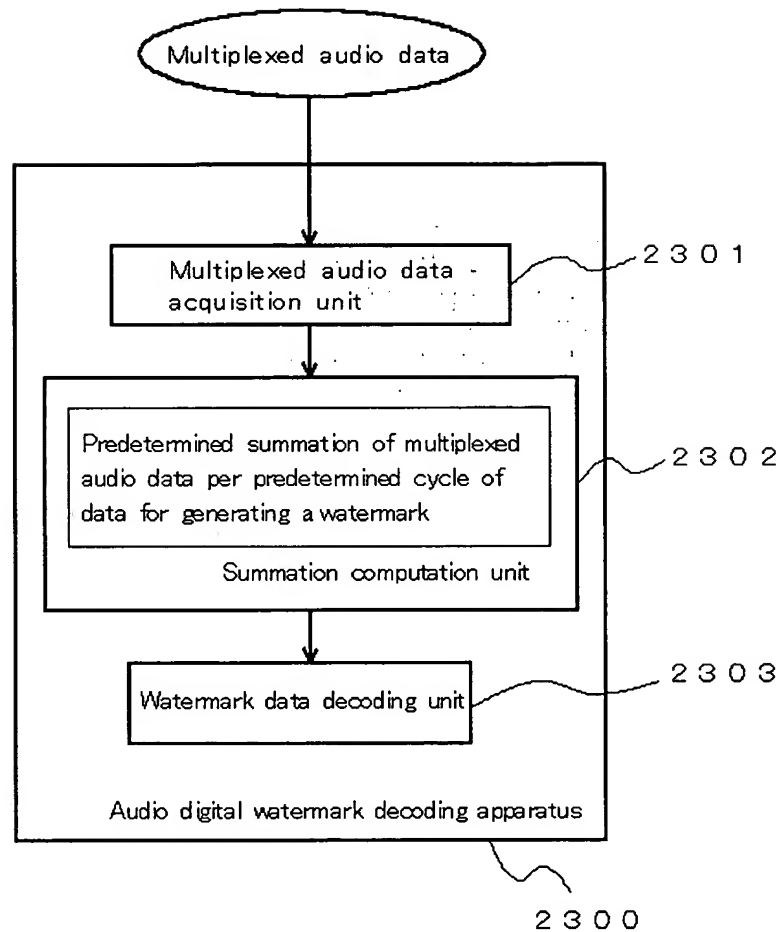 Multiplexed audio data
2301
Multiplexed audio data
acquisition unit
Predetermined summation of multiplexed
audio data per predetermined cycle of
data for generating a watermark
2302
Summation computation unit
2303
Watermark data decoding unit
Audio digital watermark decoding apparatus
2300